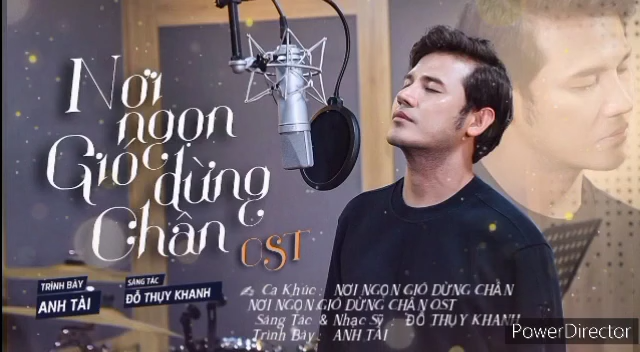 Nơi
ngọn
Gió dừng
Chân OST
TRÌNH BÀY
ANH TÀI
SÁNG TÁC
ĐỖ THỤY KHANH
✍ Ca Khúc : NƠI NGỌN GIÓ DỪNG CHÂN
NƠI NGỌN GIÓ DỪNG CHÂN OST
Sáng Tác & Nhạc Sỹ : ĐỖ THỤY KHANH
Trình Bày : ANH TÀI
PowerDirector